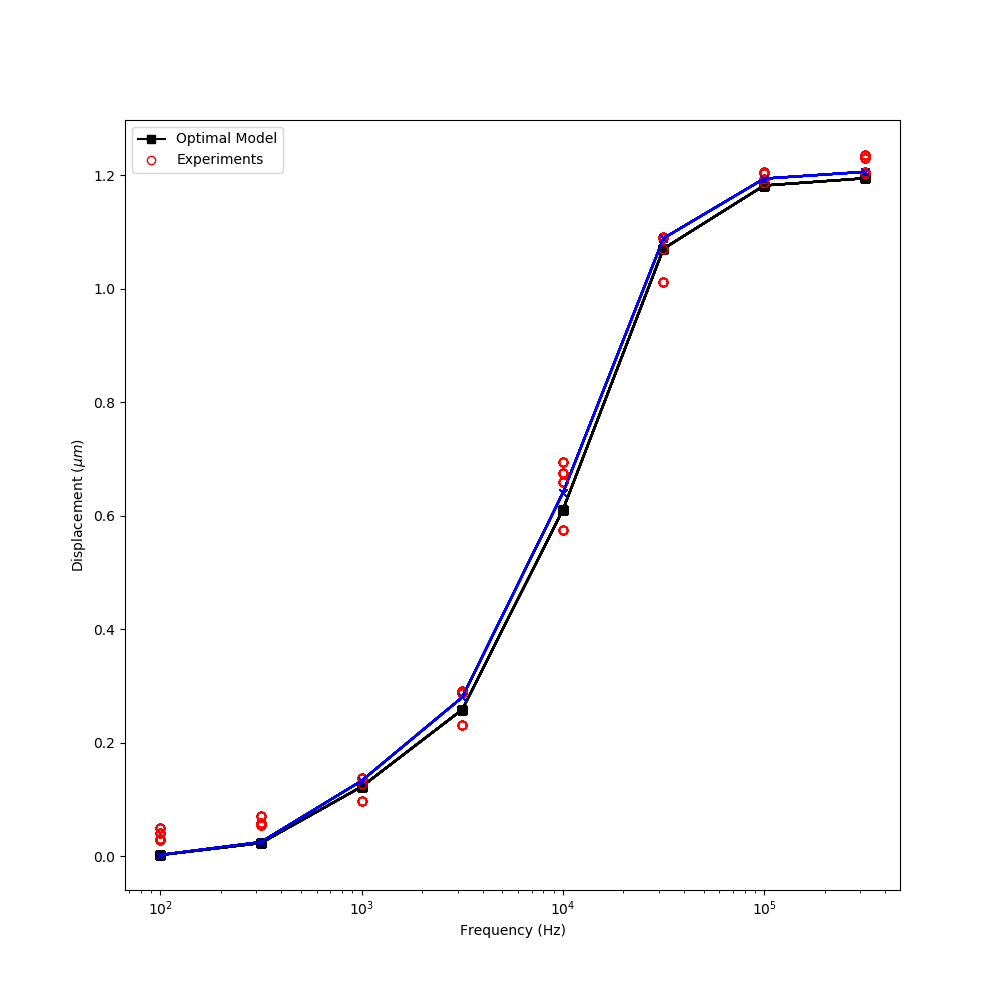 Optimal Model
Experiments
1.2
1.0
0.8
0.6
0.4
0.2
0.0
Displacement (μm)
10²
10³
10⁴
10⁵
Frequency (Hz)